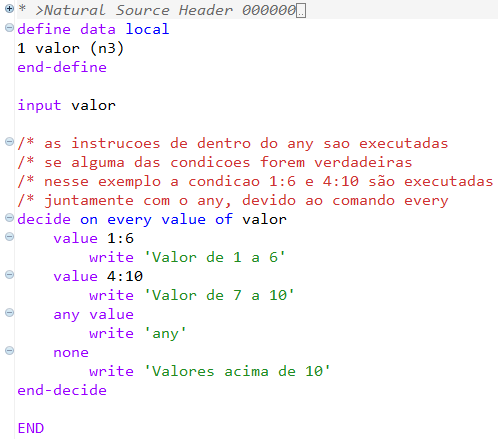 * >Natural Source Header 000000
define data local
1 valor (n3)
end-define
input valor
/* as instrucoes de dentro do any sao executadas
/* se alguma das condicoes forem verdadeiras
/* nesse exemplo a condicao 1:6 e 4:10 são executadas
/* juntamente com o any, devido ao comando every
decide on every value of valor
    value 1:6
        write 'Valor de 1 a 6'
    value 4:10
        write 'Valor de 7 a 10'
    any value
        write 'any'
    none
        write 'Valores acima de 10'
end-decide
END